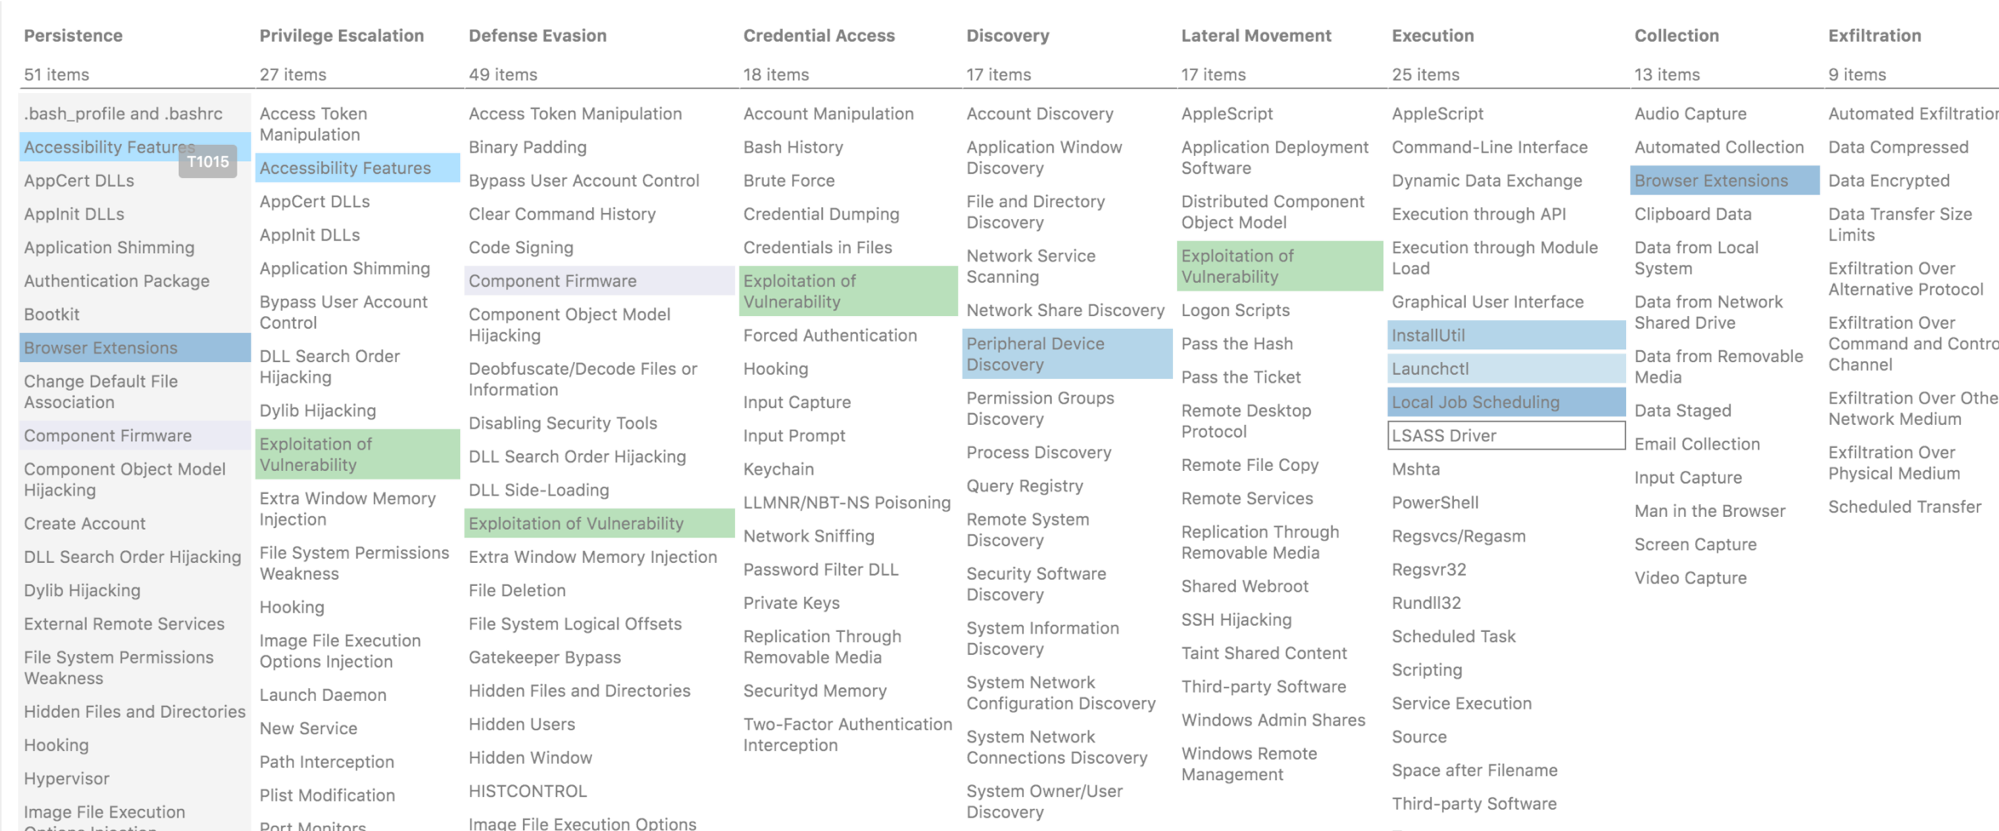 Persistence
51 items
.bash_profile and .bashrc
Accessibility Features
T1015
AppCert DLLs
AppInit DLLs
Application Shimming
Authentication Package
Bootkit
Browser Extensions
Change Default File
Association
Component Firmware
Component Object Model
Hijacking
Create Account
DLL Search Order Hijacking
Dylib Hijacking
External Remote Services
File System Permissions
Weakness
Hidden Files and Directories
Hooking
Hypervisor
Image File Execution
Options Injection
Privilege Escalation
27 items
Access Token
Manipulation
Accessibility Features
AppCert DLLs
AppInit DLLs
Application Shimming
Bypass User Account
Control
DLL Search Order
Hijacking
Dylib Hijacking
Exploitation of
Vulnerability
Extra Window Memory
Injection
File System Permissions
Weakness
Hooking
Image File Execution
Options Injection
Launch Daemon
New Service
Path Interception
Plist Modification
Port Monitors
Defense Evasion
49 items
Access Token Manipulation
Binary Padding
Bypass User Account Control
Clear Command History
Code Signing
Component Firmware
Component Object Model
Hijacking
Deobfuscate/Decode Files or
Information
Disabling Security Tools
DLL Search Order Hijacking
DLL Side-Loading
Exploitation of Vulnerability
Extra Window Memory Injection
File Deletion
File System Logical Offsets
Gatekeeper Bypass
Hidden Files and Directories
Hidden Users
Hidden Window
HISTCONTROL
Image File Execution Options
Credential Access
18 items
Account Manipulation
Bash History
Brute Force
Credential Dumping
Credentials in Files
Exploitation of
Vulnerability
Forced Authentication
Hooking
Input Capture
Input Prompt
Keychain
LLMNR/NBT-NS Poisoning
Network Sniffing
Password Filter DLL
Private Keys
Replication Through
Removable Media
Securityd Memory
Two-Factor Authentication
Interception
Discovery
17 items
Account Discovery
Application Window
Discovery
File and Directory
Discovery
Network Service
Scanning
Network Share Discovery
Peripheral Device
Discovery
Permission Groups
Discovery
Process Discovery
Query Registry
Remote System
Discovery
Security Software
Discovery
System Information
Discovery
System Network
Configuration Discovery
System Network
Connections Discovery
System Owner/User
Discovery
Lateral Movement
17 items
AppleScript
Application Deployment
Software
Distributed Component
Object Model
Exploitation of
Vulnerability
Logon Scripts
Pass the Hash
Pass the Ticket
Remote Desktop
Protocol
Remote File Copy
Remote Services
Replication Through
Removable Media
Shared Webroot
SSH Hijacking
Taint Shared Content
Third-party Software
Windows Admin Shares
Windows Remote
Management
Execution
25 items
AppleScript
Command-Line Interface
Dynamic Data Exchange
Execution through API
Execution through Module
Load
Graphical User Interface
InstallUtil
Launchctl
Local Job Scheduling
LSASS Driver
Mshta
PowerShell
Regsvcs/Regasm
Regsvr32
Rundll32
Scheduled Task
Scripting
Service Execution
Source
Space after Filename
Third-party Software
Collection
13 items
Audio Capture
Automated Collection
Browser Extensions
Clipboard Data
Data from Local
System
Data from Network
Shared Drive
Data from Removable
Media
Data Staged
Email Collection
Input Capture
Man in the Browser
Screen Capture
Video Capture
Exfiltration
9 items
Automated Exfiltration
Data Compressed
Data Encrypted
Data Transfer Size
Limits
Exfiltration Over
Alternative Protocol
Exfiltration Over
Command and Contro
Channel
Exfiltration Over Othe
Network Medium
Exfiltration Over
Physical Medium
Scheduled Transfer